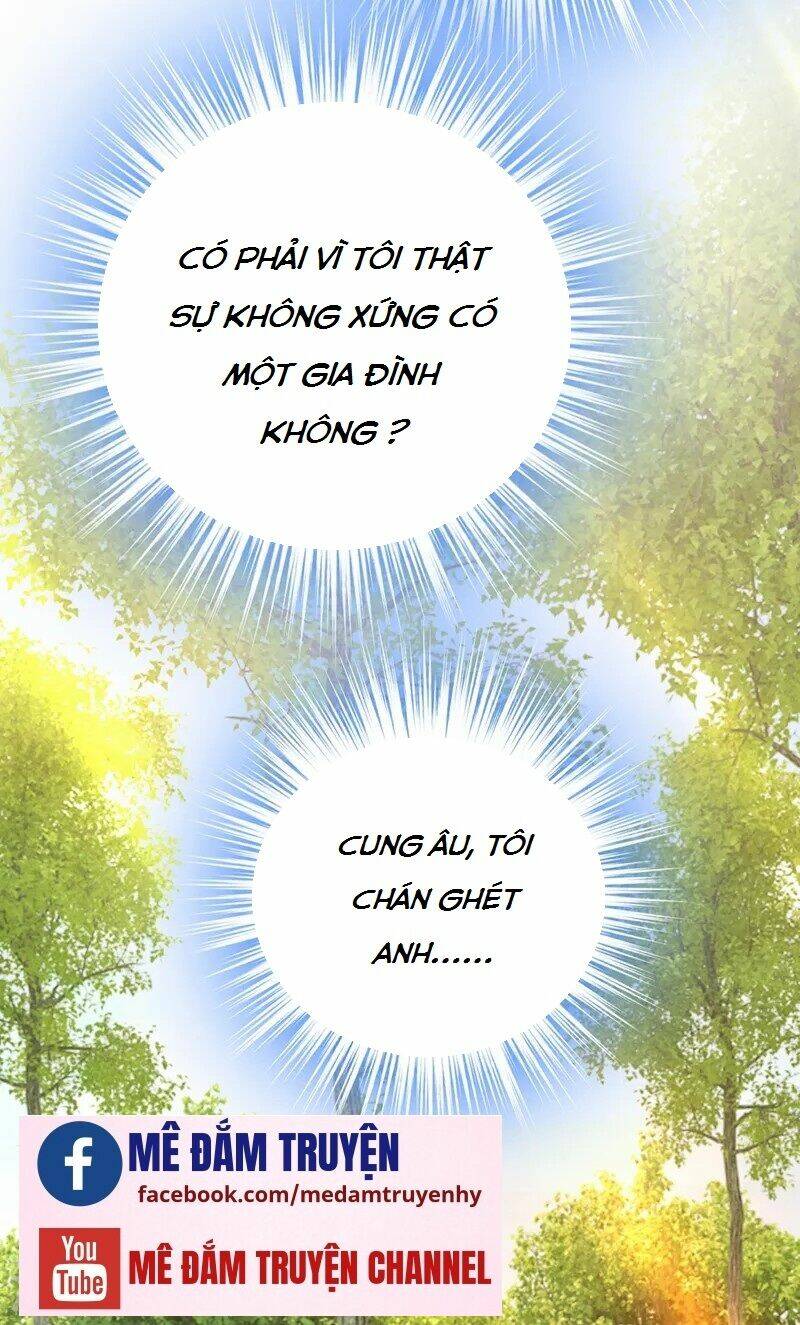 CÓ PHẢI VÌ TÔI THẬT
SỰ KHÔNG XỨNG CÓ
MỘT GIA ĐÌNH
KHÔNG ?
CUNG ÂU, TÔI
CHÁN GHÉT
ANH......
f MÊ ĐẮM TRUYỆN
facebook.com/medamtruyenhy
You
Tube
MÊ ĐẮM TRUYỆN CHANNEL